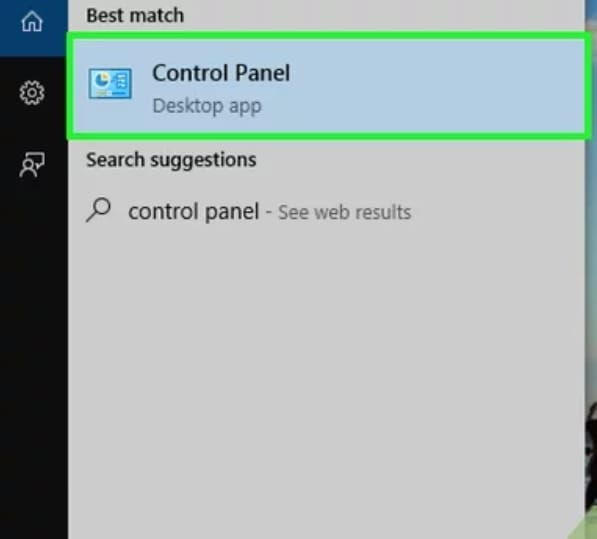 Best match
Control Panel
Desktop app
Search suggestions
control panel - See web results